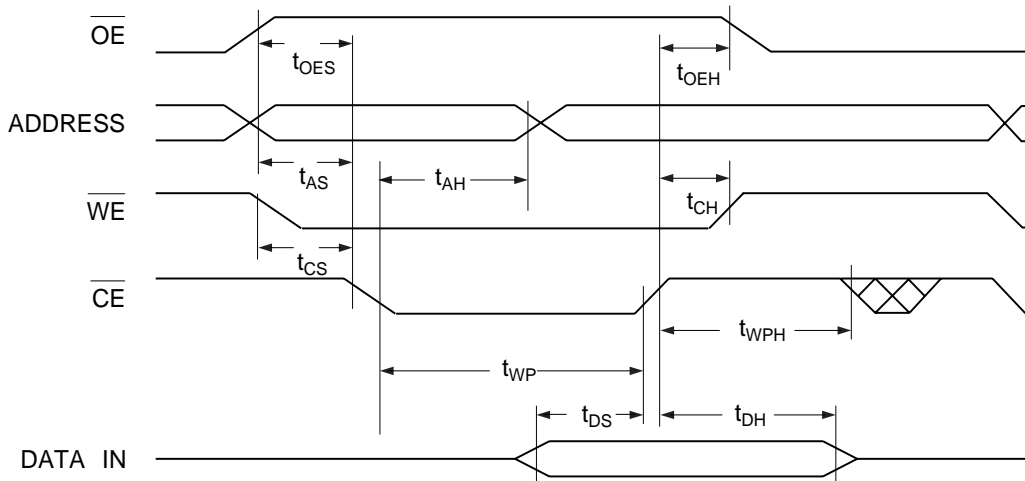 OE
tOES
tOEH
ADDRESS
tAS
tAH
WE
tCH
tCS
CE
tWPH
tWP
tDS
tDH
DATA IN